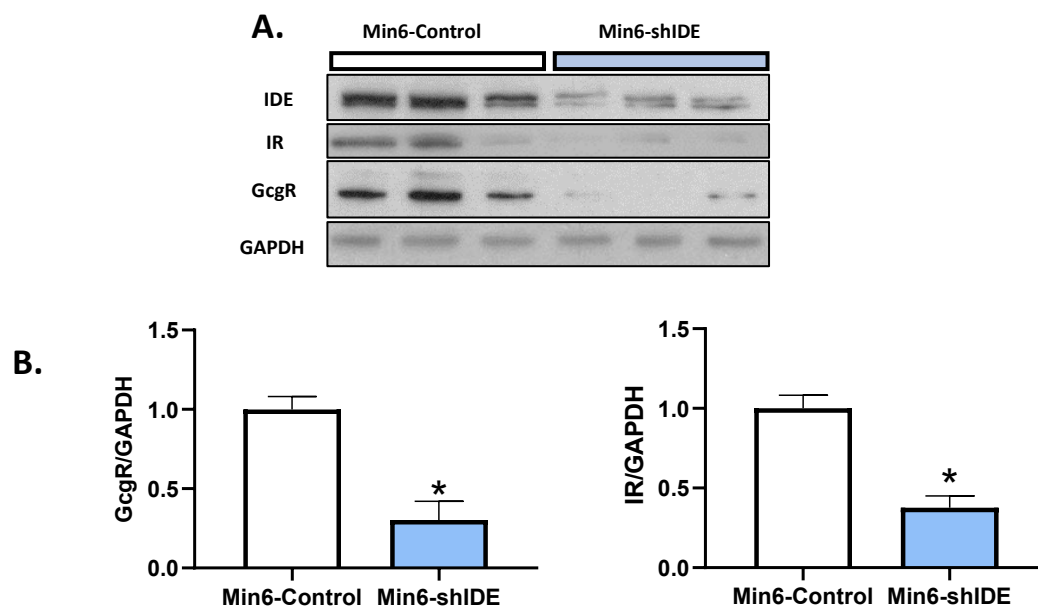 A.
Min6-Control Min6-shIDE
IDE
IR
GcgR
GAPDH
B.
GcgR/GAPDH
1.5
1.0
0.5
0.0
*
Min6-Control Min6-shIDE
IR/GAPDH
1.5
1.0
0.5
0.0
*
Min6-Control Min6-shIDE